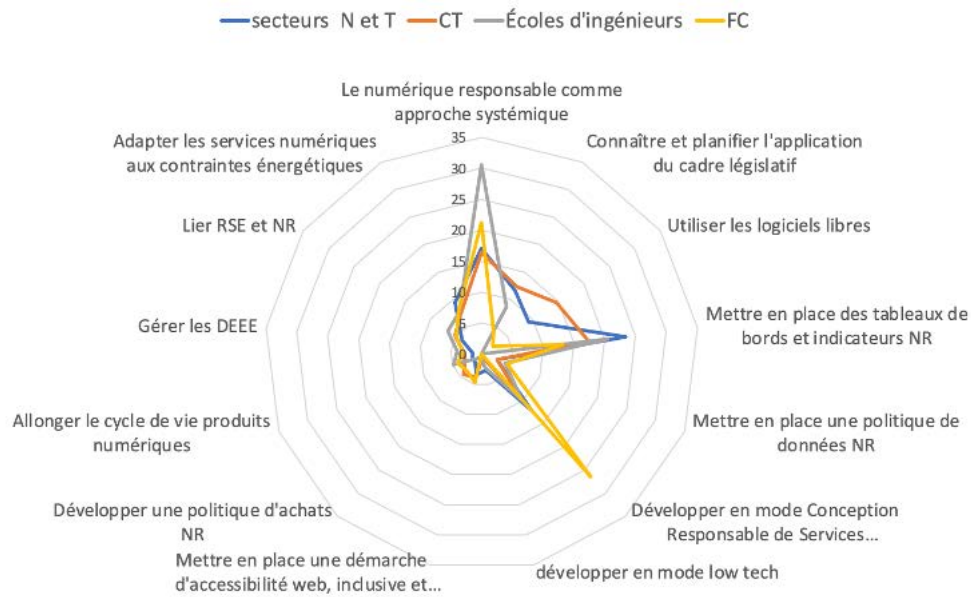 secteurs N et T CT Écoles d'ingénieurs FC
Le numérique responsable comme
approche systémique
Connaître et planifier l'application
du cadre législatif
Utiliser les logiciels libres
Mettre en place des tableaux de
bords et indicateurs NR
Mettre en place une politique de
données NR
Développer en mode Conception
Responsable de Services...
développer en mode low tech
Mettre en place une démarche
d'accessibilité web, inclusive et...
Développer une politique d'achats
NR
Allonger le cycle de vie produits
numériques
Gérer les DEEE
Lier RSE et NR
Adapter les services numériques
aux contraintes énergétiques
35
30
25
20
15
10
5
0